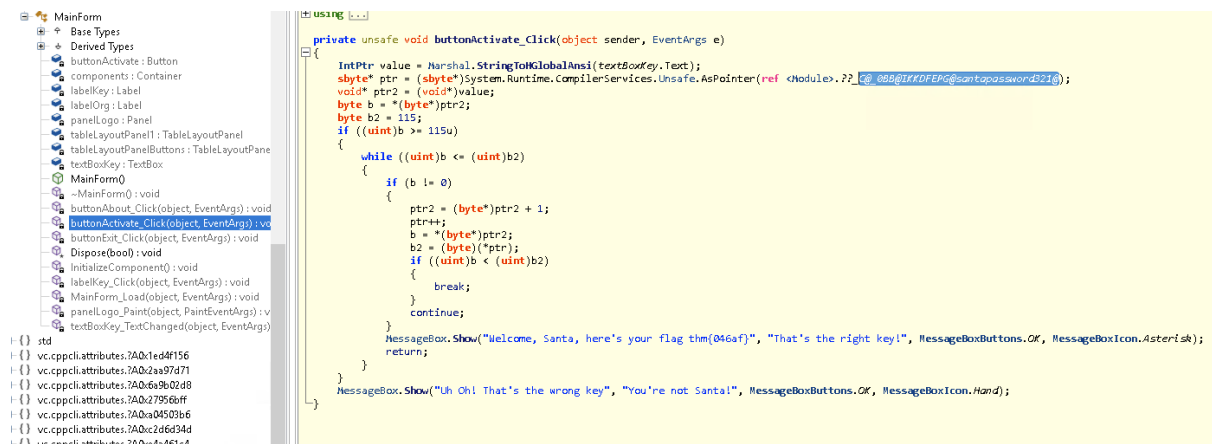 MainForm
Base Types
Derived Types
buttonActivate : Button
components : Container
labelKey : Label
labelOrg : Label
panelLogo : Panel
tableLayoutPanel1 : TableLayoutPanel
tableLayoutPanelButtons : TableLayoutPane
textBoxKey : TextBox
MainForm()
~MainForm() : void
buttonAbout_Click(object, EventArgs) : void
buttonActivate_Click(object, EventArgs) : vo
buttonExit_Click(object, EventArgs) : void
Dispose(bool) : void
InitializeComponent() : void
labelKey_Click(object, EventArgs) : void
MainForm_Load(object, EventArgs) : void
panelLogo_Paint(object, PaintEventArgs) : v
textBoxKey_TextChanged(object, EventArgs)
{} std
{} vc.cppcli.attributes.?A0x1ed4f156
{} vc.cppcli.attributes.?A0x2aa97d71
{} vc.cppcli.attributes.?A0x6a9b02d8
{} vc.cppcli.attributes.?A0x27956bff
{} vc.cppcli.attributes.?A0xa04503b6
{} vc.cppcli.attributes.?A0xc2d6d34d
using ...
private unsafe void buttonActivate_Click(object sender, EventArgs e)
{
IntPtr value = Marshal.StringToHGlobalAnsi(textBoxKey.Text);
sbyte* ptr = (sbyte*)System.Runtime.CompilerServices.Unsafe.AsPointer(ref <Module>.??_C@_0BB@IKKDFEPG@santapassword321@);
void* ptr2 = (void*)value;
byte b = *(byte*)ptr2;
byte b2 = 115;
if ((uint)b >= 115u)
{
while ((uint)b <= (uint)b2)
{
if (b != 0)
{
ptr2 = (byte*)ptr2 + 1;
ptr++;
b = *(byte*)ptr2;
b2 = (byte)(*ptr);
if ((uint)b < (uint)b2)
{
break;
}
continue;
}
MessageBox.Show("Welcome, Santa, here's your flag thm{046af}", "That's the right key!", MessageBoxButtons.OK, MessageBoxIcon.Asterisk);
return;
}
}
MessageBox.Show("Uh Oh! That's the wrong key", "You're not Santa!", MessageBoxButtons.OK, MessageBoxIcon.Hand);
}